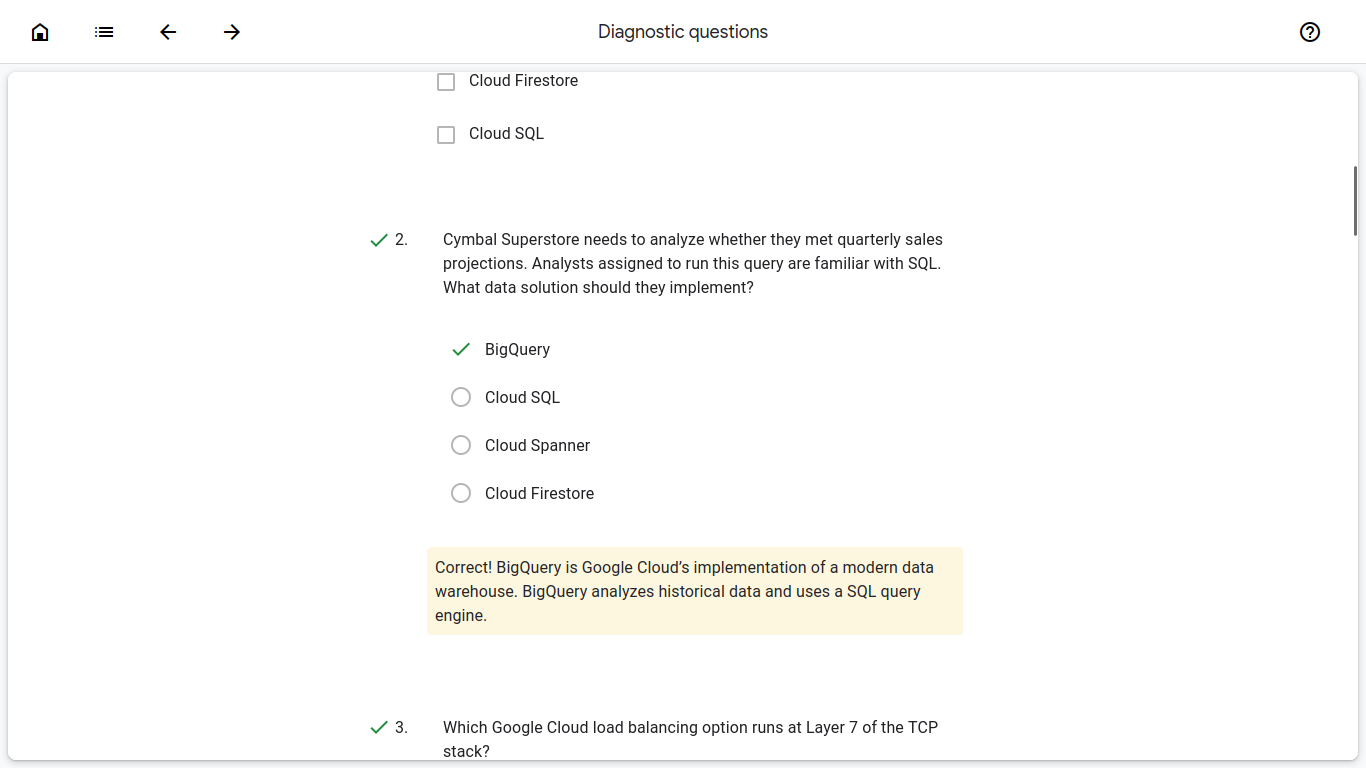 Diagnostic questions
Cloud Firestore
Cloud SQL
2. Cymbal Superstore needs to analyze whether they met quarterly sales
projections. Analysts assigned to run this query are familiar with SQL.
What data solution should they implement?
BigQuery
Cloud SQL
Cloud Spanner
Cloud Firestore
Correct! BigQuery is Google Cloud’s implementation of a modern data
warehouse. BigQuery analyzes historical data and uses a SQL query
engine.
3. Which Google Cloud load balancing option runs at Layer 7 of the TCP
stack?